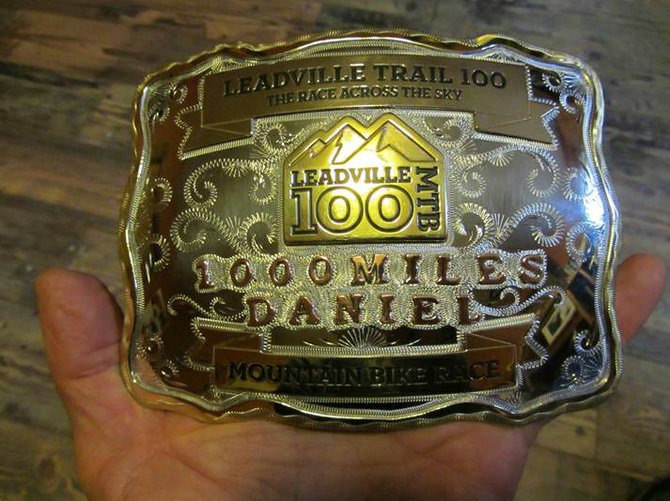 LEADVILLE TRAIL 100
THE RACE ACROSS THE SKY
LEADVILLE
100
MTB
1000 MILES
DANIEL
MOUNTAIN BIKE RACE